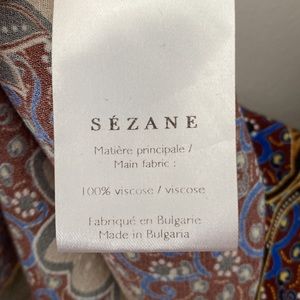 SÉZANE
Matière principale /
Main fabric :
100% viscose / viscose
Fabriqué en Bulgarie
Made in Bulgaria